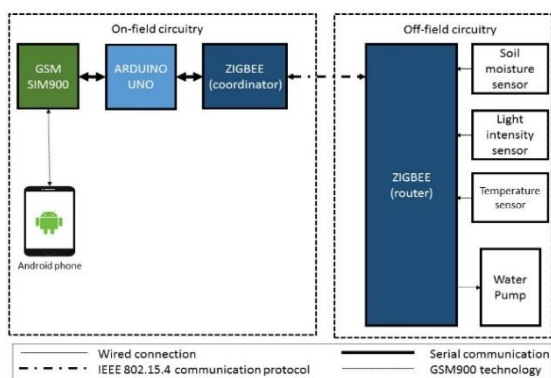 On-field circuitry
GSM
SIM900
ARDUINO
UNO
ZIGBEE
(coordinator)
Android phone
Off-field circuitry
ZIGBEE
(router)
Soil
moisture
sensor
Light
intensity
sensor
Temperature
sensor
Water
Pump
Wired connection
IEEE 802.15.4 communication protocol
Serial communication
GSM900 technology